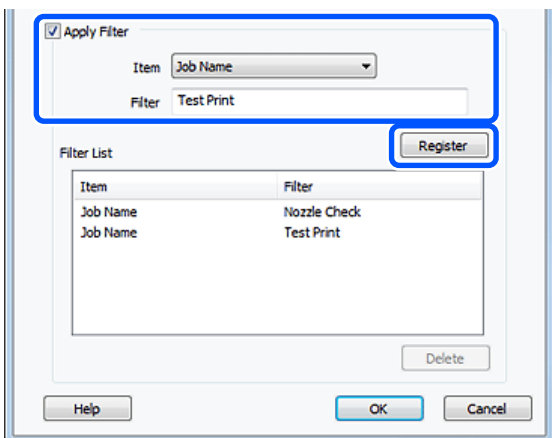 Apply Filter
Item Job Name
Filter Test Print
Register
Filter List
Item Filter
Job Name Nozzle Check
Job Name Test Print
Delete
Help OK Cancel